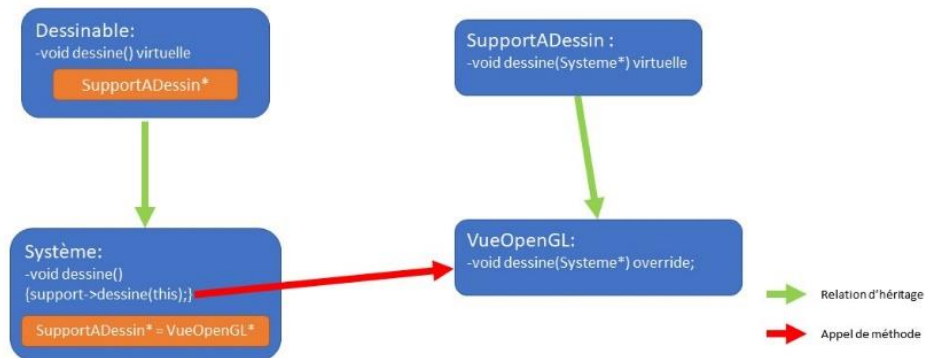 Dessinable:
-void dessine() virtuelle
SupportADessin*
SupportADessin :
-void dessine(Systeme*) virtuelle
Système:
-void dessine()
{support->dessine(this);}
SupportADessin* = VueOpenGL*
VueOpenGL:
-void dessine(Systeme*) override;
Relation d'héritage
Appel de méthode